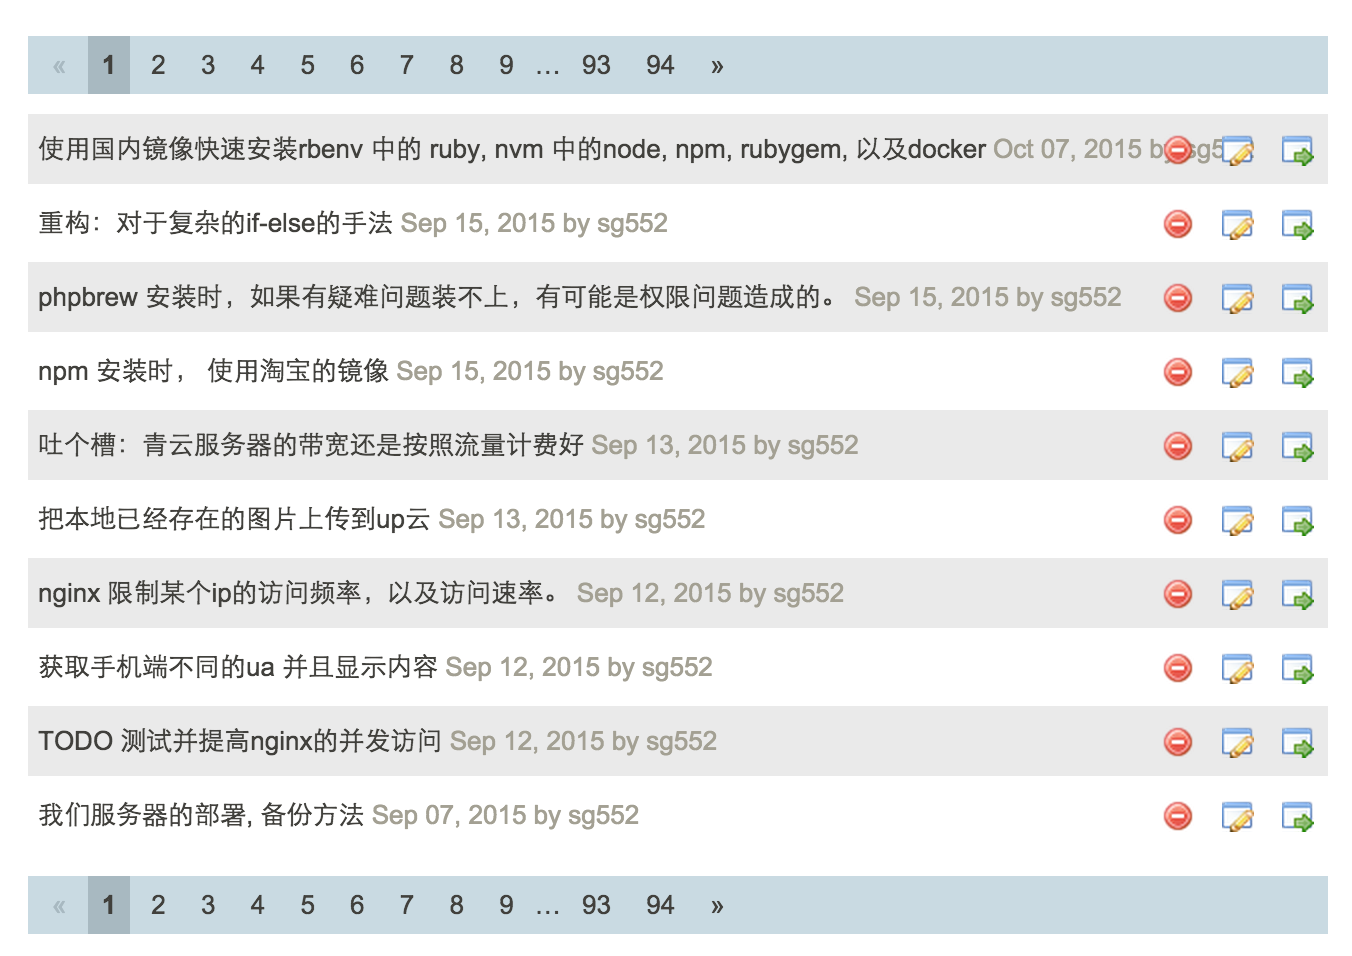 « 1 2 3 4 5 6 7 8 9 … 93 94 »
使用国内镜像快速安装rbenv 中的 ruby, nvm 中的node, npm, rubygem, 以及docker Oct 07, 2015
重构：对于复杂的if-else的手法 Sep 15, 2015 by sg552
phpbrew 安装时，如果有疑难问题装不上，有可能是权限问题造成的。 Sep 15, 2015 by sg552
npm 安装时， 使用淘宝的镜像 Sep 15, 2015 by sg552
吐个槽：青云服务器的带宽还是按照流量计费好 Sep 13, 2015 by sg552
把本地已经存在的图片上传到up云 Sep 13, 2015 by sg552
nginx 限制某个ip的访问频率，以及访问速率。 Sep 12, 2015 by sg552
获取手机端不同的ua 并且显示内容 Sep 12, 2015 by sg552
TODO 测试并提高nginx的并发访问 Sep 12, 2015 by sg552
我们服务器的部署, 备份方法 Sep 07, 2015 by sg552
« 1 2 3 4 5 6 7 8 9 … 93 94 »